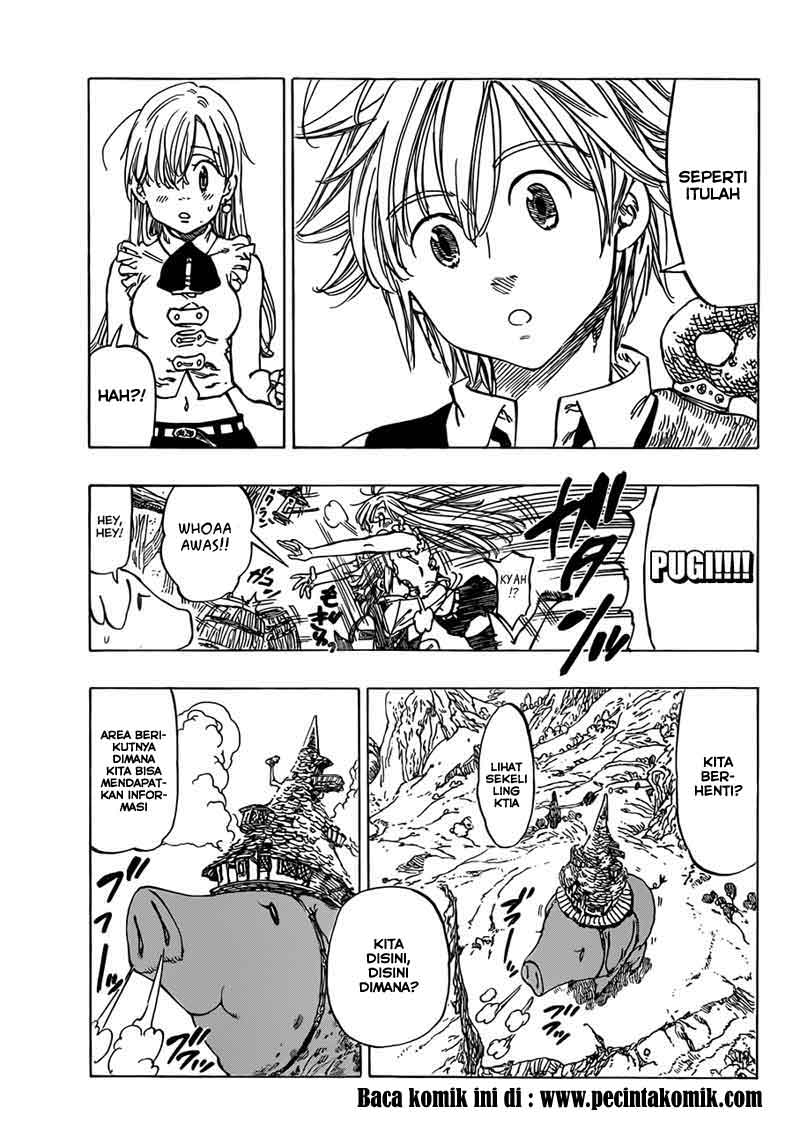 SEPERTI
ITULAH
HAH?!
PUGI!!!!!
KYAH
!?
WHOAA
AWAS!!
HEY,
HEY!
KITA
BER-
HENTI?
LIHAT
SEKELI
LING
KTIA
KITA
DISINI,
DISINI
DIMANA?
AREA BERI-
KUTNYA
DIMANA
KITA BISA
MENDAPAT-
KAN INFOR-
MASI
Baca komik ini di : www.pecintakomik.com